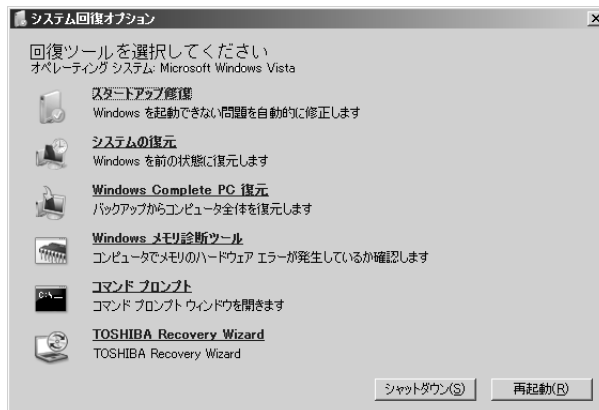 システム回復オプション
回復ツールを選択してください
オペレーティング システム: Microsoft Windows Vista
スタートアップ修復
Windows を起動できない問題を自動的に修正します
システムの復元
Windows を前の状態に復元します
Windows Complete PC 復元
バックアップからコンピュータ全体を復元します
Windows メモリ診断ツール
コンピュータでメモリのハードウェア エラーが発生しているか確認します
C:\_
コマンド プロンプト
コマンド プロンプト ウィンドウを開きます
TOSHIBA Recovery Wizard
TOSHIBA Recovery Wizard
シャットダウン(S)
再起動(R)